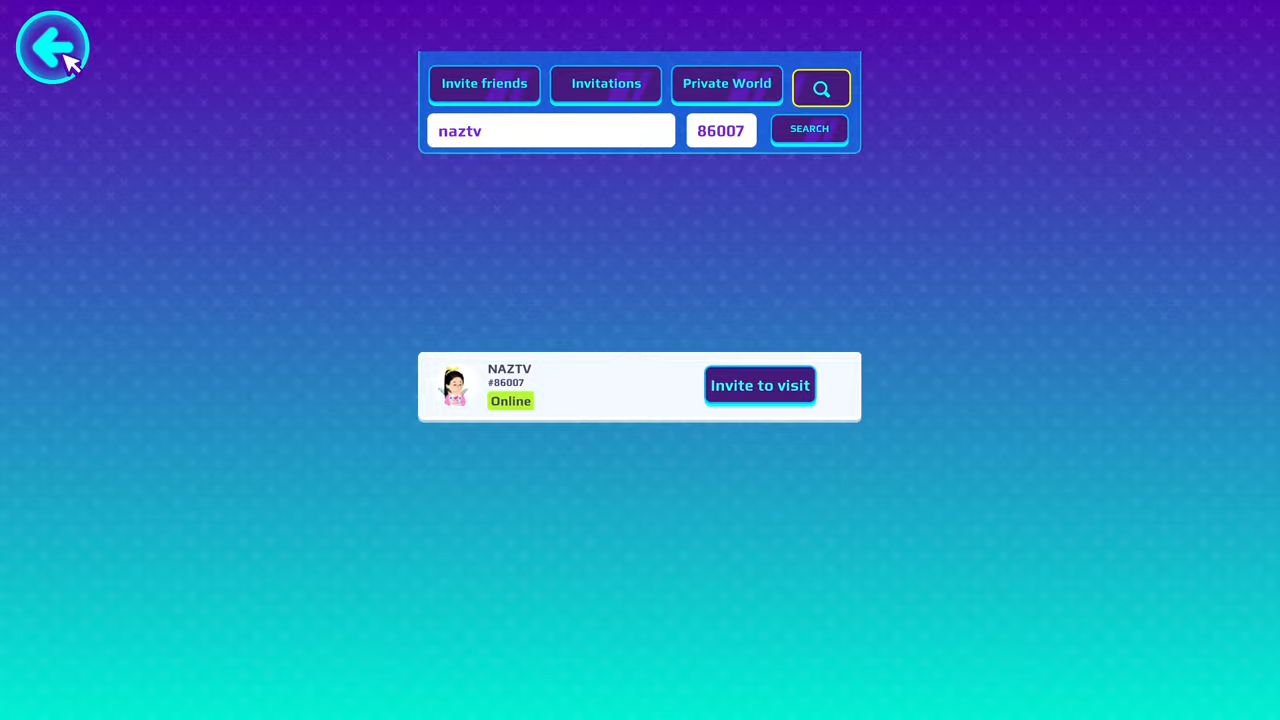 Invite friends
Invitations
Private World
naztv
86007
SEARCH
NAZTV
#86007
Online
Invite to visit